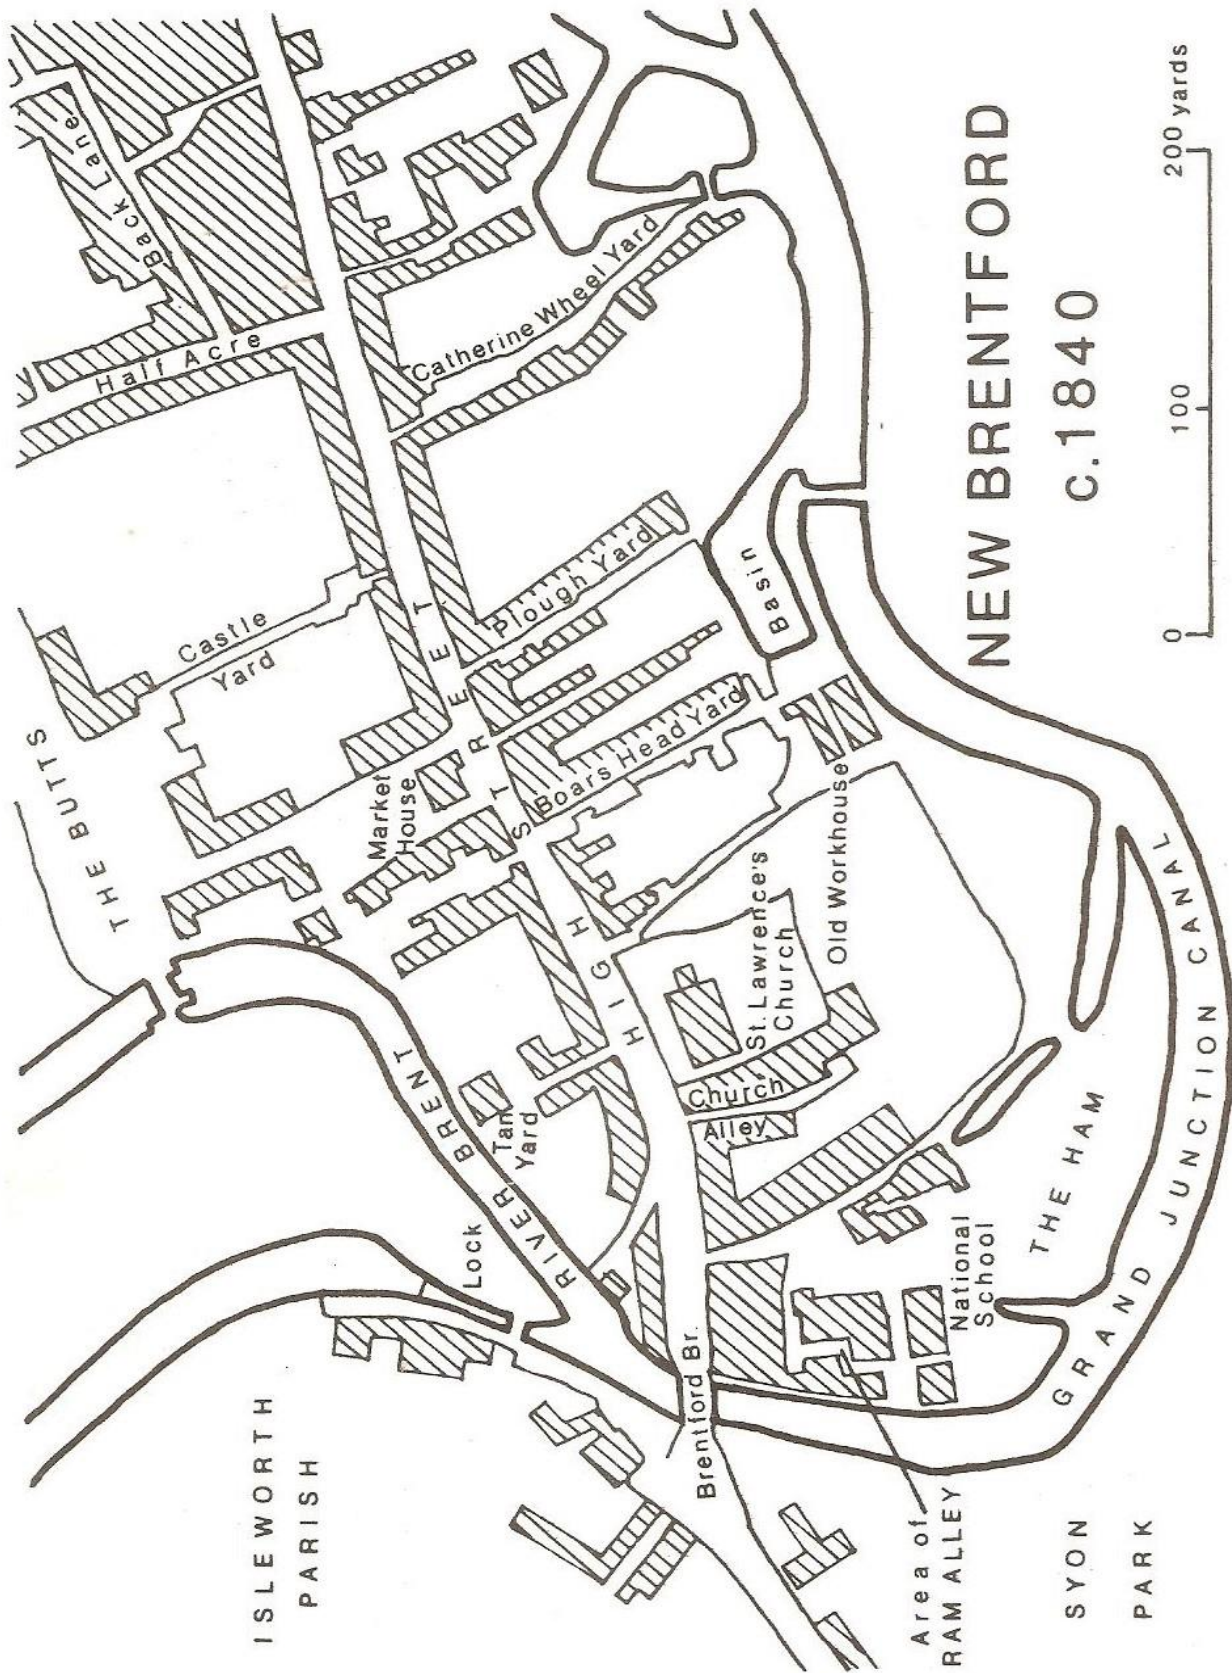 NEW BRENTFORD
C.1840
0 100 200 yards
ISLEWORTH
PARISH
THE BUTTS
Castle
Yard
Half Acre
Back Lane
Market
House
Lock
RIVER BRENT
Tan
Yard
HIGH STREET
Catherine Wheel Yard
Plough Yard
Boars Head Yard
Basin
Brentford Br.
Church
Alley
St. Lawrence's
Church
Old Workhouse
National
School
THE HAM
GRAND JUNCTION CANAL
Area of
RAM ALLEY
SYON
PARK